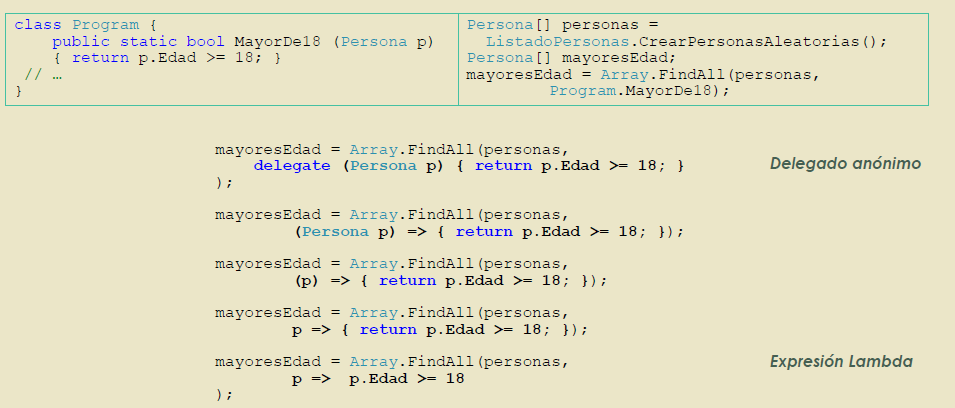 class Program {
public static bool MayorDe18 (Persona p)
{ return p.Edad >= 18; }
// …
}
Persona[] personas =
ListadoPersonas.CrearPersonasAleatorias();
Persona[] mayoresEdad;
mayoresEdad = Array.FindAll(personas,
Program.MayorDe18);
mayoresEdad = Array.FindAll(personas,
delegate (Persona p) { return p.Edad >= 18; }
);
Delegado anónimo
mayoresEdad = Array.FindAll(personas,
(Persona p) => { return p.Edad >= 18; });
mayoresEdad = Array.FindAll(personas,
(p) => { return p.Edad >= 18; });
mayoresEdad = Array.FindAll(personas,
p => { return p.Edad >= 18; });
mayoresEdad = Array.FindAll(personas,
p => p.Edad >= 18
);
Expresión Lambda